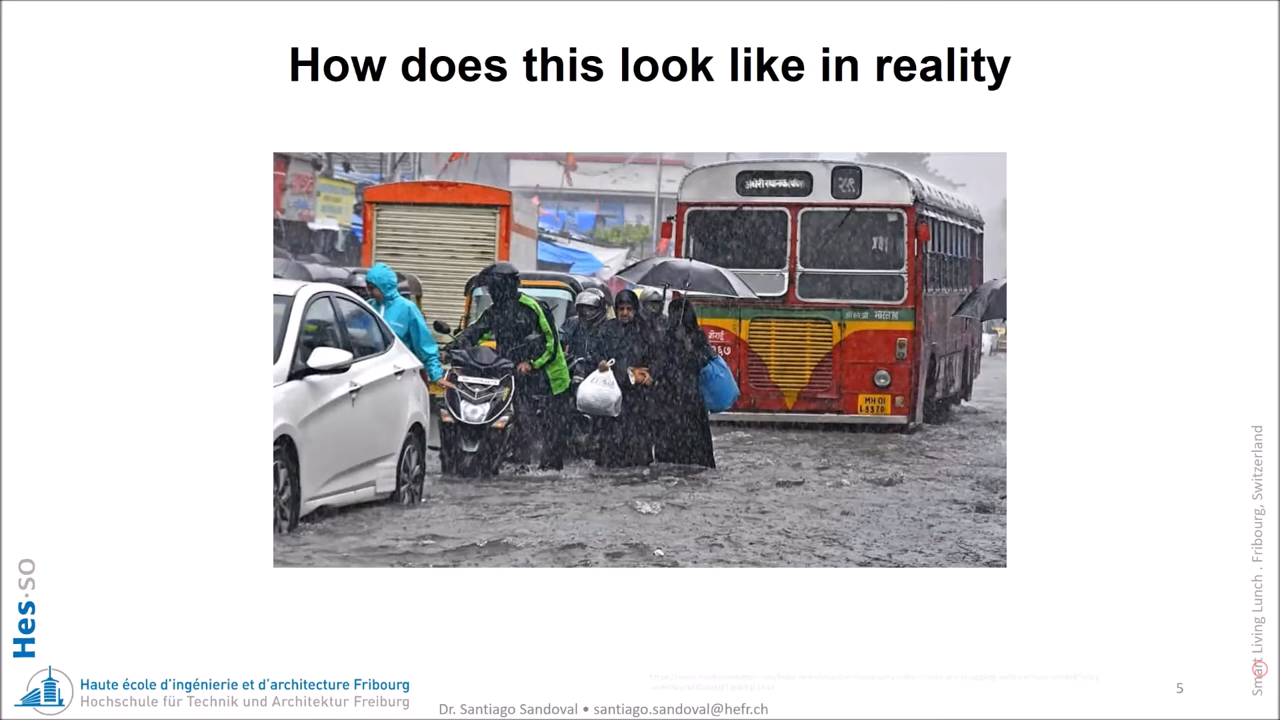 How does this look like in reality
MH 01
Hes·so
Haute école d'ingénierie et d'architecture Fribourg
Hochschule für Technik und Architektur Freiburg
Dr. Santiago Sandoval • santiago.sandoval@hefr.ch
5
Smart Living Lunch . Fribourg, Switzerland